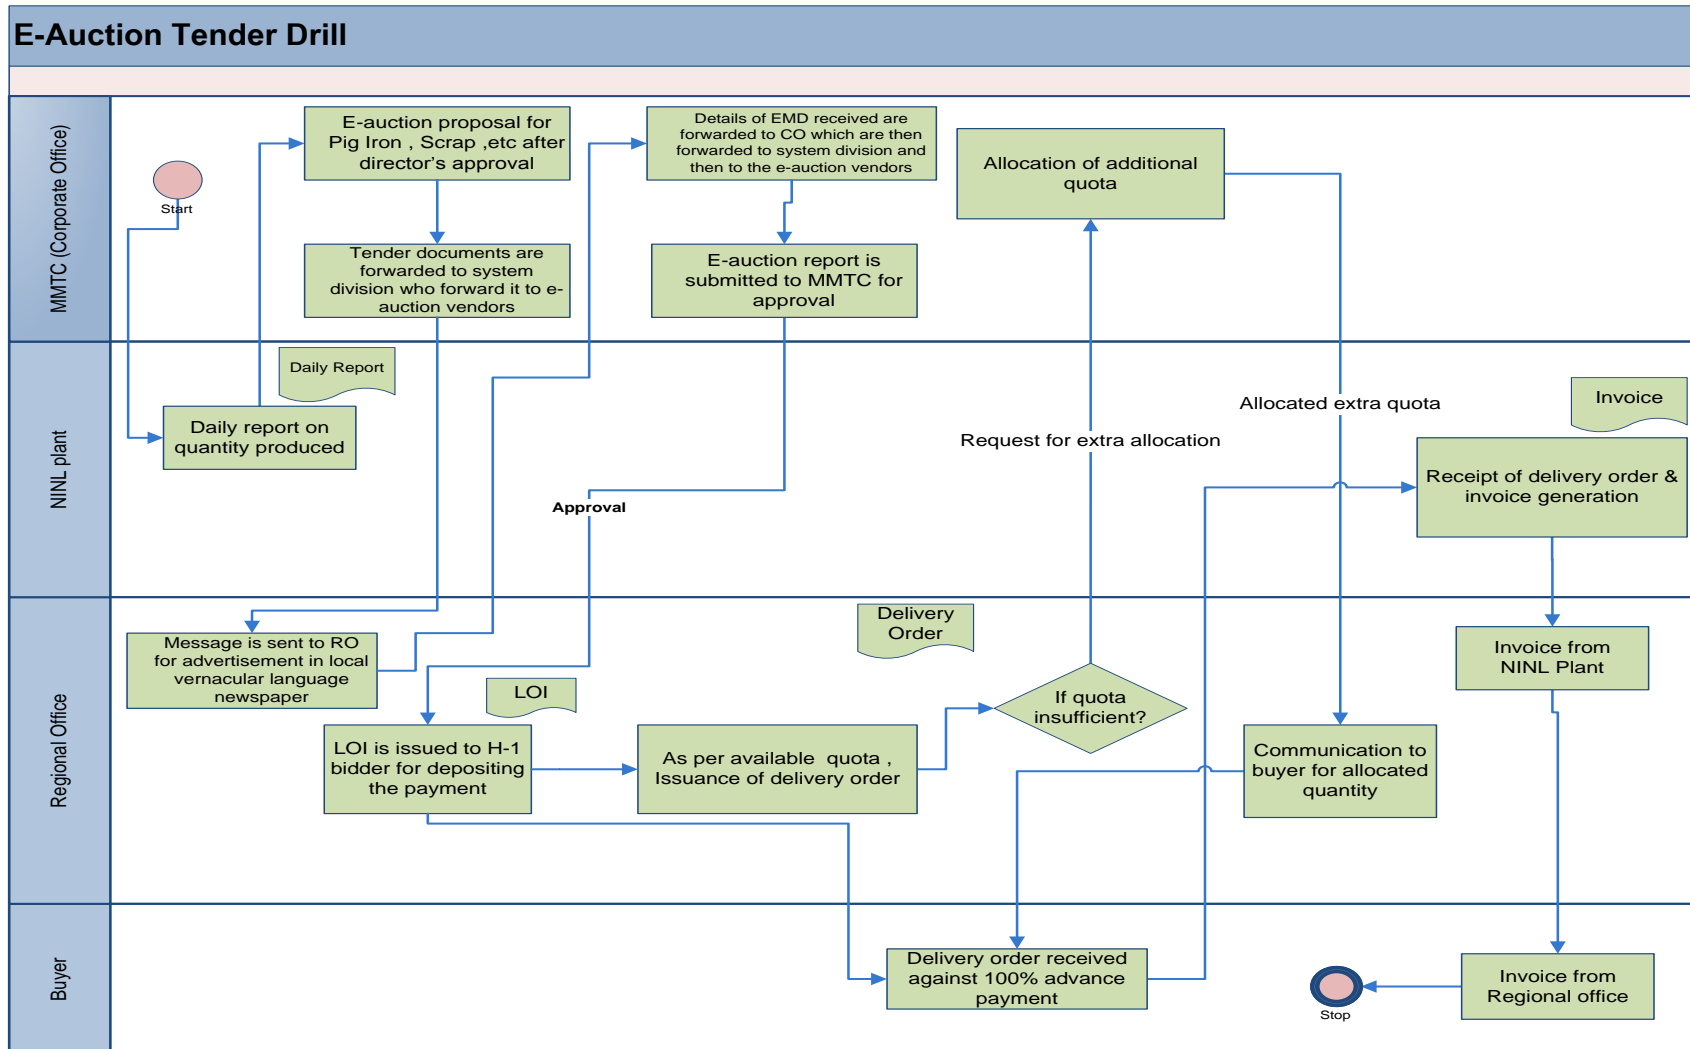 E-Auction Tender Drill
MMTC (Corporate Office)
Start
E-auction proposal for
Pig Iron , Scrap ,etc after
director's approval
Tender documents are
forwarded to system
division who forward it to e-
auction vendors
Details of EMD received are
forwarded to CO which are then
forwarded to system division and
then to the e-auction vendors
E-auction report is
submitted to MMTC for
approval
Allocation of additional
quota
NINL plant
Daily Report
Daily report on
quantity produced
Approval
Request for extra allocation
Allocated extra quota
Invoice
Receipt of delivery order &
invoice generation
Regional Office
Message is sent to RO
for advertisement in local
vernacular language
newspaper
LOI
LOI is issued to H-1
bidder for depositing
the payment
As per available quota ,
Issuance of delivery order
Delivery
Order
If quota
insufficient?
Communication to
buyer for allocated
quantity
Invoice from
NINL Plant
Buyer
Delivery order received
against 100% advance
payment
Stop
Invoice from
Regional office